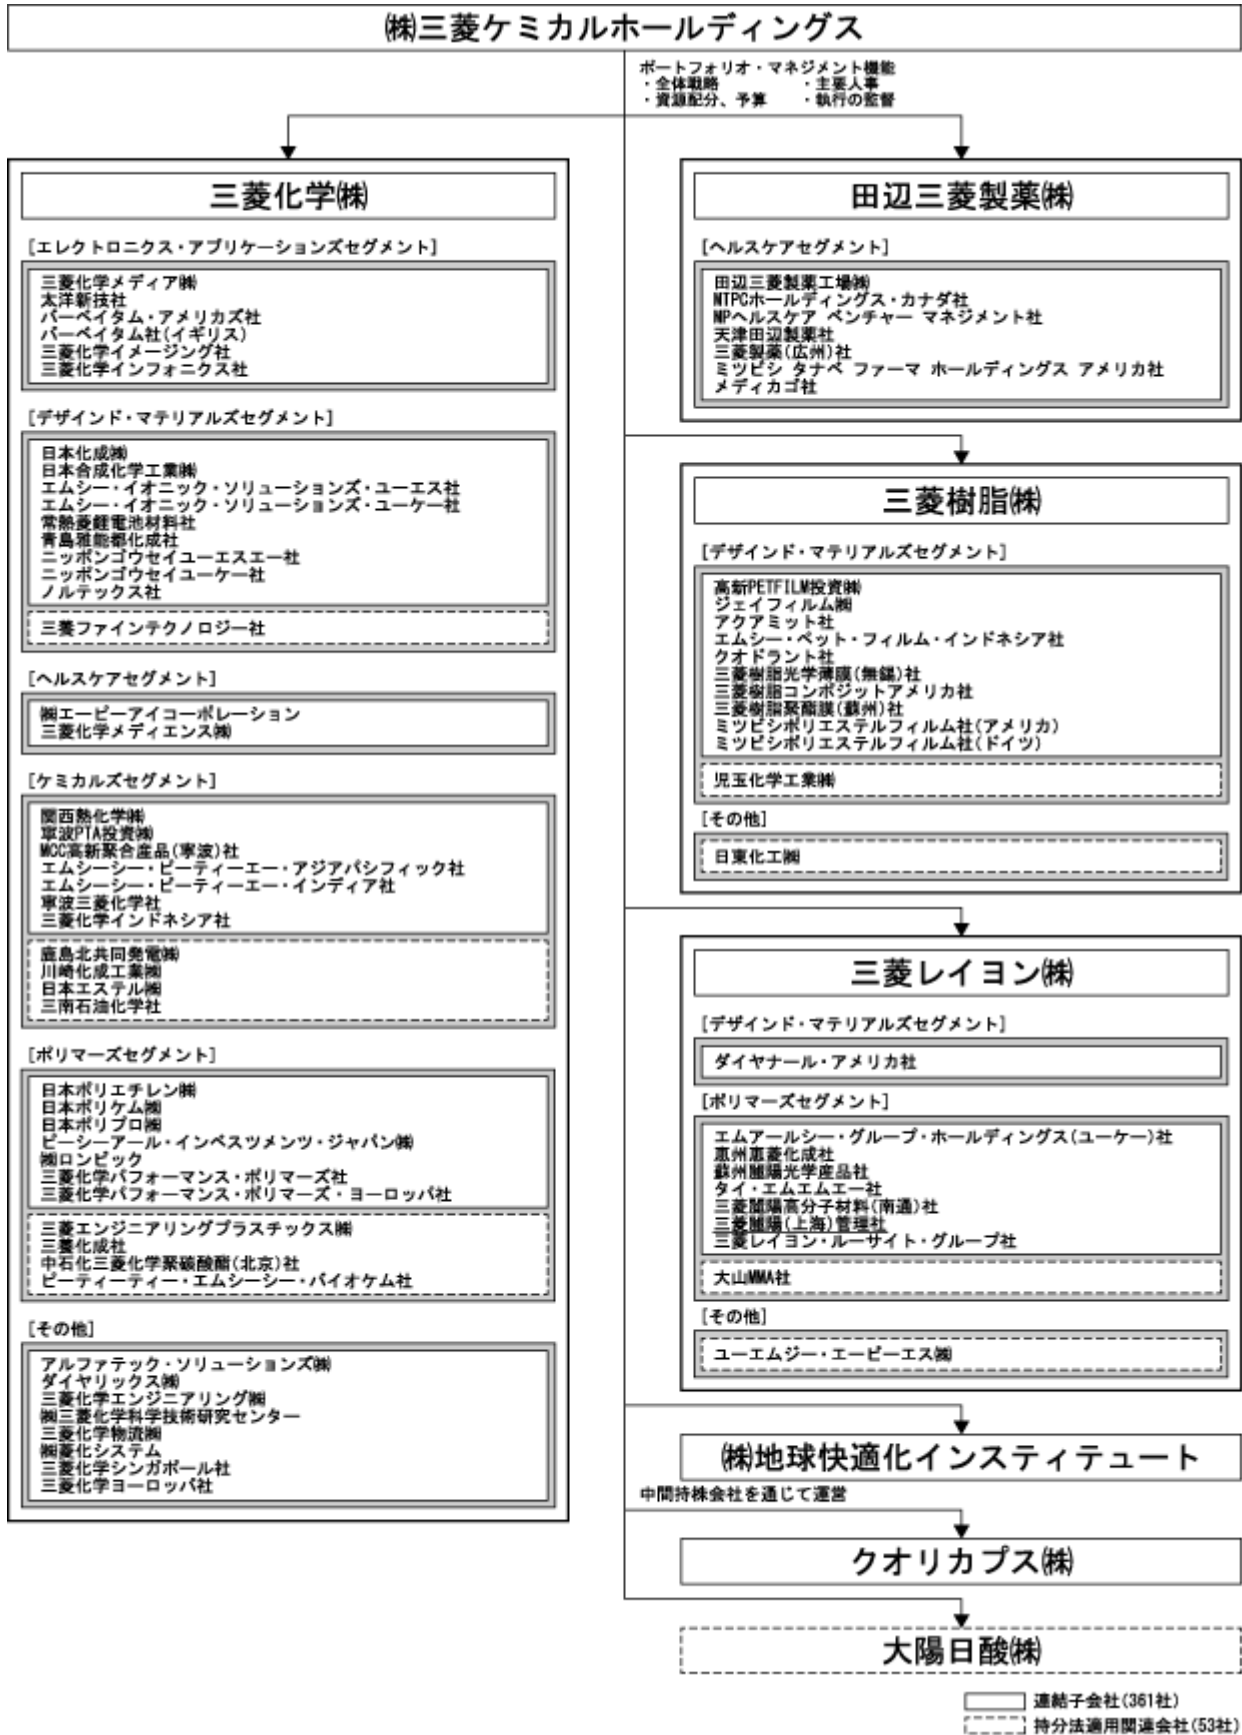 ㈱三菱ケミカルホールディングス
ポートフォリオ・マネジメント機能
・全体戦略 ・主要人事
・資源配分、予算 ・執行の監督
三菱化学㈱
[エレクトロニクス・アプリケーションズセグメント]
三菱化学メディア㈱
太洋新技社
バーベイタム・アメリカズ社
バーベイタム社(イギリス)
三菱化学イメージング社
三菱化学インフォニクス社
[デザインド・マテリアルズセグメント]
日本化成㈱
日本合成化学工業㈱
エムシー・イオニック・ソリューションズ・ユーエス社
エムシー・イオニック・ソリューションズ・ユーケー社
常熟菱鋰電池材料社
青島雅能都化成社
ニッポンゴウセイユーエスエー社
ニッポンゴウセイユーケー社
ノルテックス社
三養ファインテクノロジー社
[ヘルスケアセグメント]
㈱エーピーアイコーポレーション
三菱化学メディエンス㈱
[ケミカルズセグメント]
関西熱化学㈱
寧波PTA投資㈱
MCC高新聚合産品(寧波)社
エムシーシー・ピーティーエー・アジアパシフィック社
エムシーシー・ピーティーエー・インディア社
寧波三菱化学社
三菱化学インドネシア社
鹿島北共同発電㈱
川崎化成工業㈱
日本エステル㈱
三南石油化学社
[ポリマーズセグメント]
日本ポリエチレン㈱
日本ポリケム㈱
日本ポリプロ㈱
ピーシーアール・インベスツメンツ・ジャパン㈱
㈱ロンビック
三菱化学パフォーマンス・ポリマーズ社
三菱化学パフォーマンス・ポリマーズ・ヨーロッパ社
三菱エンジニアリングプラスチックス㈱
三養化成社
中石化三菱化学聚碳酸酯(北京)社
ピーティーティー・エムシーシー・バイオケム社
[その他]
アルファテック・ソリューションズ㈱
ダイヤリックス㈱
三菱化学エンジニアリング㈱
㈱三菱化学科学技術研究センター
三菱化学物流㈱
㈱菱化システム
三菱化学シンガポール社
三菱化学ヨーロッパ社
田辺三菱製薬㈱
[ヘルスケアセグメント]
田辺三菱製薬工場㈱
MTPCホールディングス・カナダ社
MPヘルスケア ベンチャー マネジメント社
天津田辺製薬社
三菱製薬(広州)社
ミツビシ タナベ ファーマ ホールディングス アメリカ社
メディカゴ社
三菱樹脂㈱
[デザインド・マテリアルズセグメント]
高新PETFILM投資㈱
ジェイフィルム㈱
アクアミット社
エムシー・ペット・フィルム・インドネシア社
クオドラント社
三菱樹脂光学薄膜(無錫)社
三菱樹脂コンポジットアメリカ社
三菱樹脂聚酯膜(蘇州)社
ミツビシポリエステルフィルム社(アメリカ)
ミツビシポリエステルフィルム社(ドイツ)
児玉化学工業㈱
[その他]
日東化工㈱
三菱レイヨン㈱
[デザインド・マテリアルズセグメント]
ダイヤナール・アメリカ社
[ポリマーズセグメント]
エムアールシー・グループ・ホールディングス(ユーケー)社
恵州恵菱化成社
蘇州麗陽光学産品社
タイ・エムエムエー社
三菱麗陽高分子材料(南通)社
三菱麗陽(上海)管理社
三菱レイヨン・ルーサイト・グループ社
大山MMA社
[その他]
ユーエムジー・エービーエス㈱
㈱地球快適化インスティテュート
中間持株会社を通じて運営
クオリカプス㈱
大陽日酸㈱
連結子会社(361社)
持分法適用関連会社(53社)